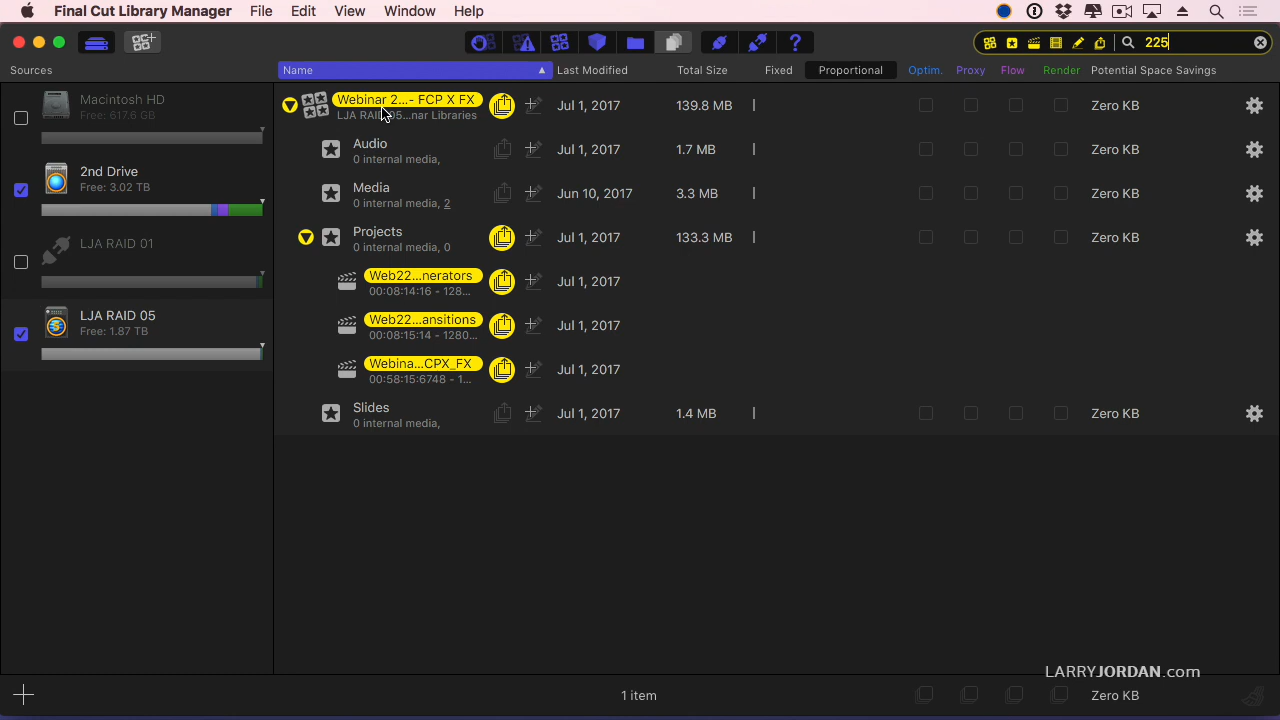 Final Cut Library Manager File Edit View Window Help
225
Sources
Name Last Modified Total Size Fixed Proportional Optim. Proxy Flow Render Potential Space Savings
Macintosh HD
Free: 617.6 GB
2nd Drive
Free: 3.02 TB
LJA RAID 01
LJA RAID 05
Free: 1.87 TB
Webinar 2...- FCP X FX
LJA RAID 05...nar Libraries
Jul 1, 2017 139.8 MB Zero KB
Audio
0 internal media,
Jul 1, 2017 1.7 MB Zero KB
Media
0 internal media, 2
Jun 10, 2017 3.3 MB Zero KB
Projects
0 internal media, 0
Jul 1, 2017 133.3 MB Zero KB
Web22...nerators
00:08:14:16 - 128...
Jul 1, 2017
Web22...ansitions
00:08:15:14 - 1280...
Jul 1, 2017
Webina...CPX_FX
00:58:15:6748 - 1...
Jul 1, 2017
Slides
0 internal media,
Jul 1, 2017 1.4 MB Zero KB
LARRYJORDAN.com
1 item Zero KB